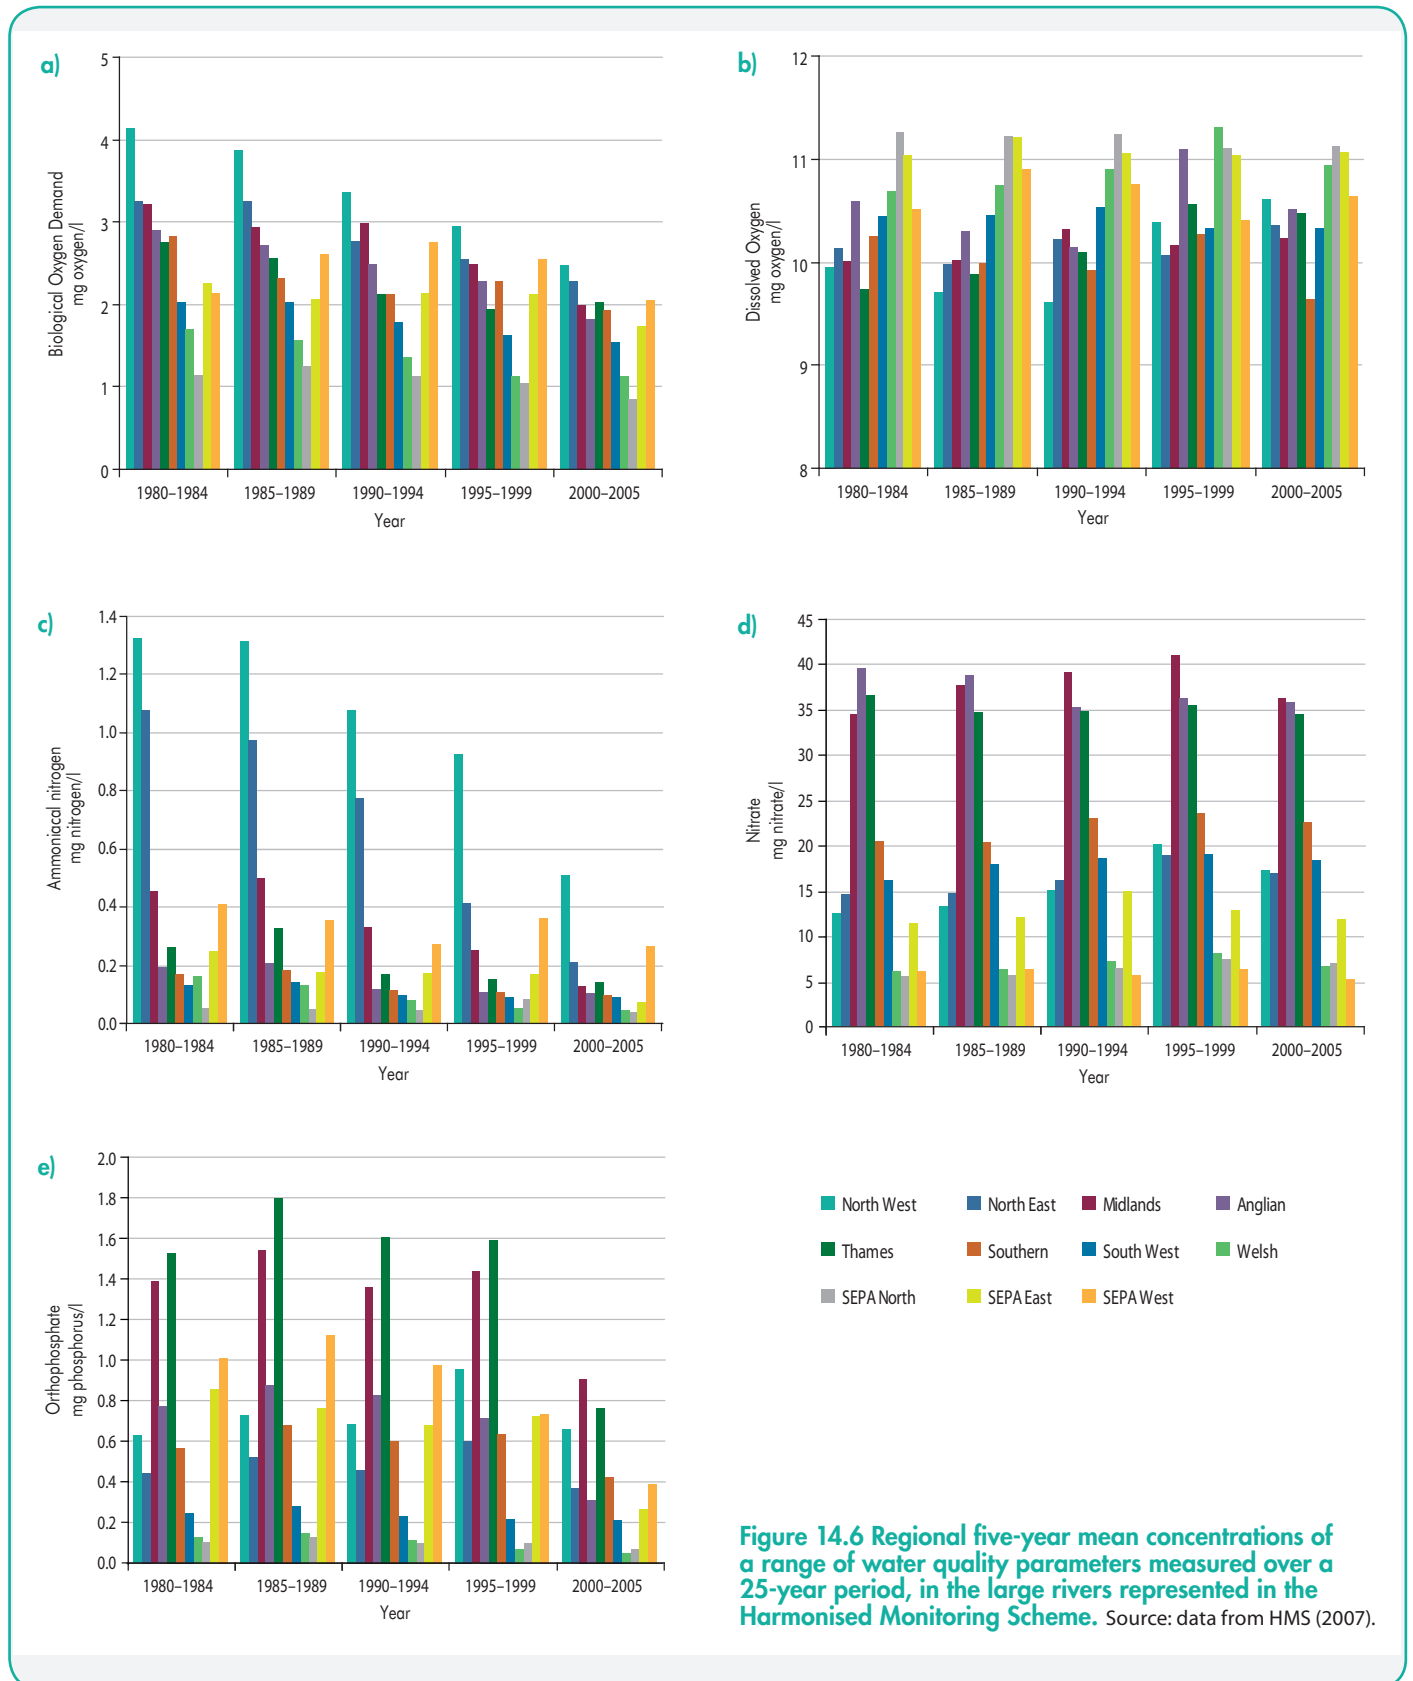 a)
5
4
3
2
1
0
Biological Oxygen Demand
mg oxygen/l
1980–1984
1985–1989
1990–1994
1995–1999
2000–2005
Year
b)
12
11
10
9
8
Dissolved Oxygen
mg oxygen/l
1980–1984
1985–1989
1990–1994
1995–1999
2000–2005
Year
c)
1.4
1.2
1.0
0.8
0.6
0.4
0.2
0.0
Ammoniacal nitrogen
mg nitrogen/l
1980–1984
1985–1989
1990–1994
1995–1999
2000–2005
Year
d)
45
40
35
30
25
20
15
10
5
0
Nitrate
mg nitrate/l
1980–1984
1985–1989
1990–1994
1995–1999
2000–2005
Year
e)
2.0
1.8
1.6
1.4
1.2
1.0
0.8
0.6
0.4
0.2
0.0
Orthophosphate
mg phosphorus/l
1980–1984
1985–1989
1990–1994
1995–1999
2000–2005
Year
North West
North East
Midlands
Anglian
Thames
Southern
South West
Welsh
SEPA North
SEPA East
SEPA West
Figure 14.6 Regional five-year mean concentrations of
a range of water quality parameters measured over a
25-year period, in the large rivers represented in the
Harmonised Monitoring Scheme. Source: data from HMS (2007).